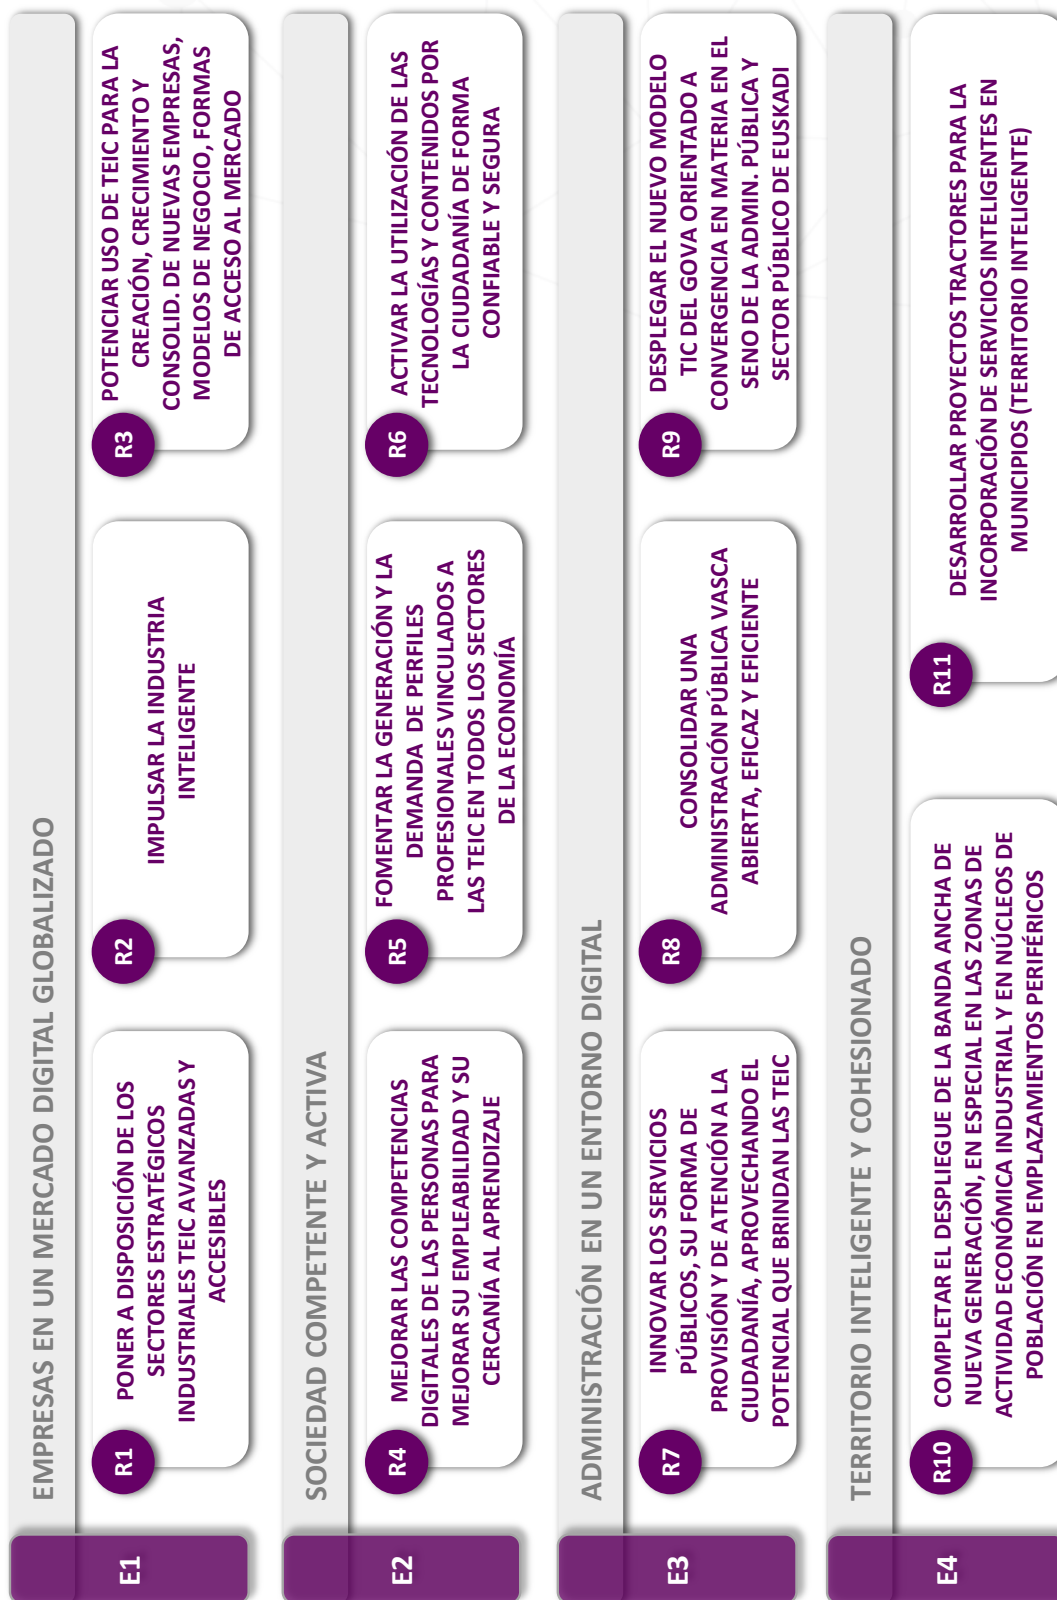 E1
EMPRESAS EN UN MERCADO DIGITAL GLOBALIZADO
R1
PONER A DISPOSICIÓN DE LOS
SECTORES ESTRATÉGICOS
INDUSTRIALES TEIC AVANZADAS Y
ACCESIBLES
R2
IMPULSAR LA INDUSTRIA
INTELIGENTE
R3
POTENCIAR USO DE TEIC PARA LA
CREACIÓN, CRECIMIENTO Y
CONSOLID. DE NUEVAS EMPRESAS,
MODELOS DE NEGOCIO, FORMAS
DE ACCESO AL MERCADO
E2
SOCIEDAD COMPETENTE Y ACTIVA
R4
MEJORAR LAS COMPETENCIAS
DIGITALES DE LAS PERSONAS PARA
MEJORAR SU EMPLEABILIDAD Y SU
CERCANÍA AL APRENDIZAJE
R5
FOMENTAR LA GENERACIÓN Y LA
DEMANDA DE PERFILES
PROFESIONALES VINCULADOS A
LAS TEIC EN TODOS LOS SECTORES
DE LA ECONOMÍA
R6
ACTIVAR LA UTILIZACIÓN DE LAS
TECNOLOGÍAS Y CONTENIDOS POR
LA CIUDADANÍA DE FORMA
CONFIABLE Y SEGURA
E3
ADMINISTRACIÓN EN UN ENTORNO DIGITAL
R7
INNOVAR LOS SERVICIOS
PÚBLICOS, SU FORMA DE
PROVISIÓN Y DE ATENCIÓN A LA
CIUDADANÍA, APROVECHANDO EL
POTENCIAL QUE BRINDAN LAS TEIC
R8
CONSOLIDAR UNA
ADMINISTRACIÓN PÚBLICA VASCA
ABIERTA, EFICAZ Y EFICIENTE
R9
DESPLEGAR EL NUEVO MODELO
TIC DEL GOVA ORIENTADO A
CONVERGENCIA EN MATERIA EN EL
SENO DE LA ADMIN. PÚBLICA Y
SECTOR PÚBLICO DE EUSKADI
E4
TERRITORIO INTELIGENTE Y COHESIONADO
R10
COMPLETAR EL DESPLIEGUE DE LA BANDA ANCHA DE
NUEVA GENERACIÓN, EN ESPECIAL EN LAS ZONAS DE
ACTIVIDAD ECONÓMICA INDUSTRIAL Y EN NÚCLEOS DE
POBLACIÓN EN EMPLAZAMIENTOS PERIFÉRICOS
R11
DESARROLLAR PROYECTOS TRACTORES PARA LA
INCORPORACIÓN DE SERVICIOS INTELIGENTES EN
MUNICIPIOS (TERRITORIO INTELIGENTE)